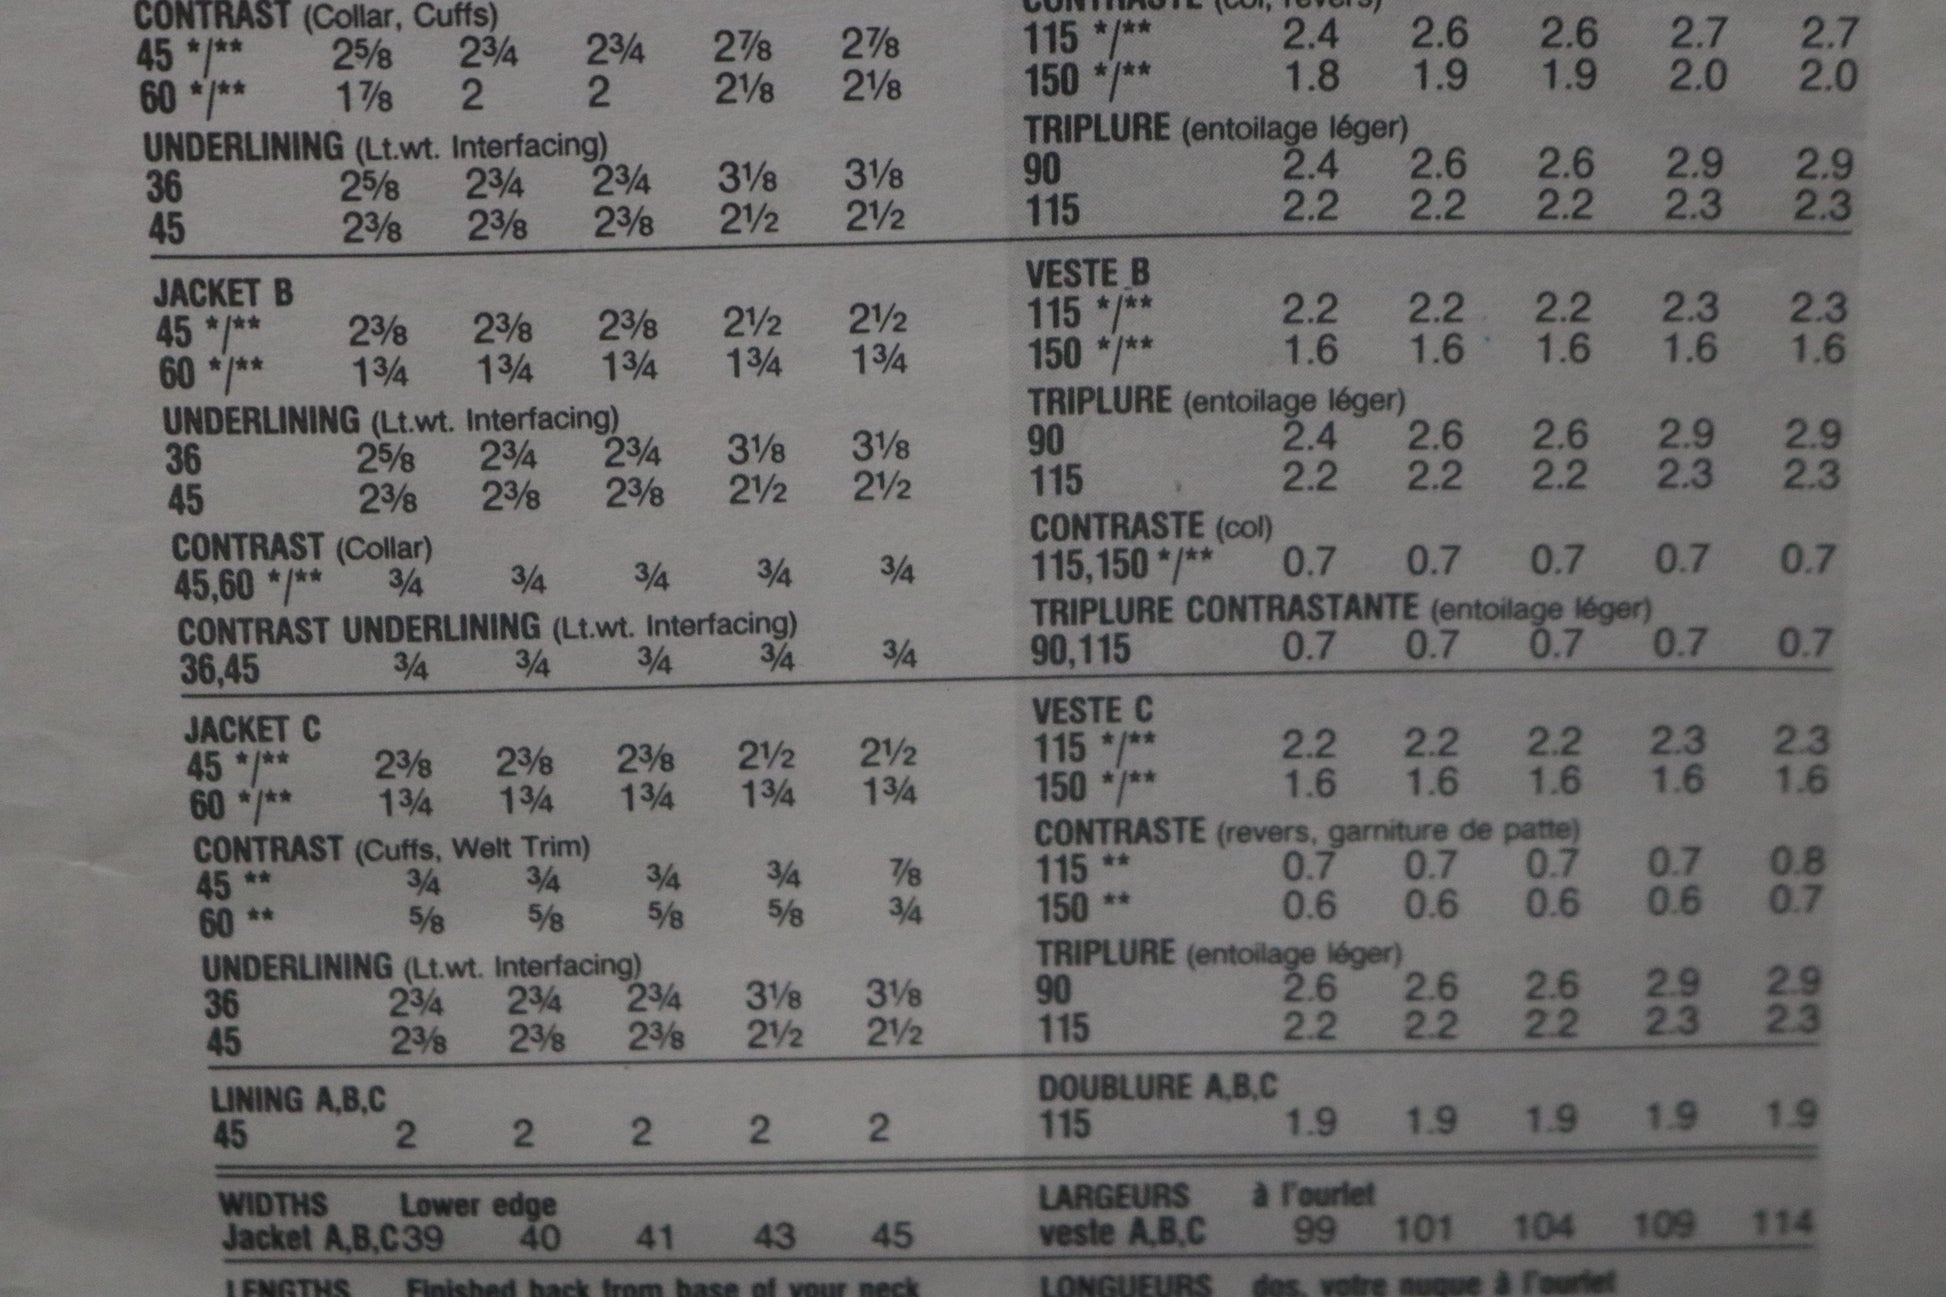 CONTRAST (Collar, Cuffs)
45 */** 2⅝ 2¾ 2¾ 2⅞ 2⅞
60 */** 1⅞ 2 2 2⅛ 2⅛
UNDERLINING (Lt.wt. Interfacing)
36 2⅝ 2¾ 2¾ 3⅛ 3⅛
45 2⅜ 2⅜ 2⅜ 2½ 2½
JACKET B
45 */** 2⅜ 2⅜ 2⅜ 2½ 2½
60 */** 1¾ 1¾ 1¾ 1¾ 1¾
UNDERLINING (Lt.wt. Interfacing)
36 2⅝ 2¾ 2¾ 3⅛ 3⅛
45 2⅜ 2⅜ 2⅜ 2½ 2½
CONTRAST (Collar)
45,60 */** ¾ ¾ ¾ ¾ ¾
CONTRAST UNDERLINING (Lt.wt. Interfacing)
36,45 ¾ ¾ ¾ ¾ ¾
JACKET C
45 */** 2⅜ 2⅜ 2⅜ 2½ 2½
60 */** 1¾ 1¾ 1¾ 1¾ 1¾
CONTRAST (Cuffs, Welt Trim)
45 ** ¾ ¾ ¾ ¾ ⅞
60 ** ⅝ ⅝ ⅝ ⅝ ¾
UNDERLINING (Lt.wt. Interfacing)
36 2¾ 2¾ 2¾ 3⅛ 3⅛
45 2⅜ 2⅜ 2⅜ 2½ 2½
LINING A,B,C
45 2 2 2 2 2
WIDTHS Lower edge
Jacket A,B,C 39 40 41 43 45
LENGTHS Finished back from base of your neck
CONTRASTE (col, revers)
115 */** 2.4 2.6 2.6 2.7 2.7
150 */** 1.8 1.9 1.9 2.0 2.0
TRIPLURE (entoilage léger)
90 2.4 2.6 2.6 2.9 2.9
115 2.2 2.2 2.2 2.3 2.3
VESTE B
115 */** 2.2 2.2 2.2 2.3 2.3
150 */** 1.6 1.6 1.6 1.6 1.6
TRIPLURE (entoilage léger)
90 2.4 2.6 2.6 2.9 2.9
115 2.2 2.2 2.2 2.3 2.3
CONTRASTE (col)
115,150 */** 0.7 0.7 0.7 0.7 0.7
TRIPLURE CONTRASTANTE (entoilage léger)
90,115 0.7 0.7 0.7 0.7 0.7
VESTE C
115 */** 2.2 2.2 2.2 2.3 2.3
150 */** 1.6 1.6 1.6 1.6 1.6
CONTRASTE (revers, garniture de patte)
115 ** 0.7 0.7 0.7 0.7 0.8
150 ** 0.6 0.6 0.6 0.6 0.7
TRIPLURE (entoilage léger)
90 2.6 2.6 2.6 2.9 2.9
115 2.2 2.2 2.2 2.3 2.3
DOUBLURE A,B,C
115 1.9 1.9 1.9 1.9 1.9
LARGEURS à l'ourlet
veste A,B,C 99 101 104 109 114
LONGUEURS dos, votre nuque à l'ourlet